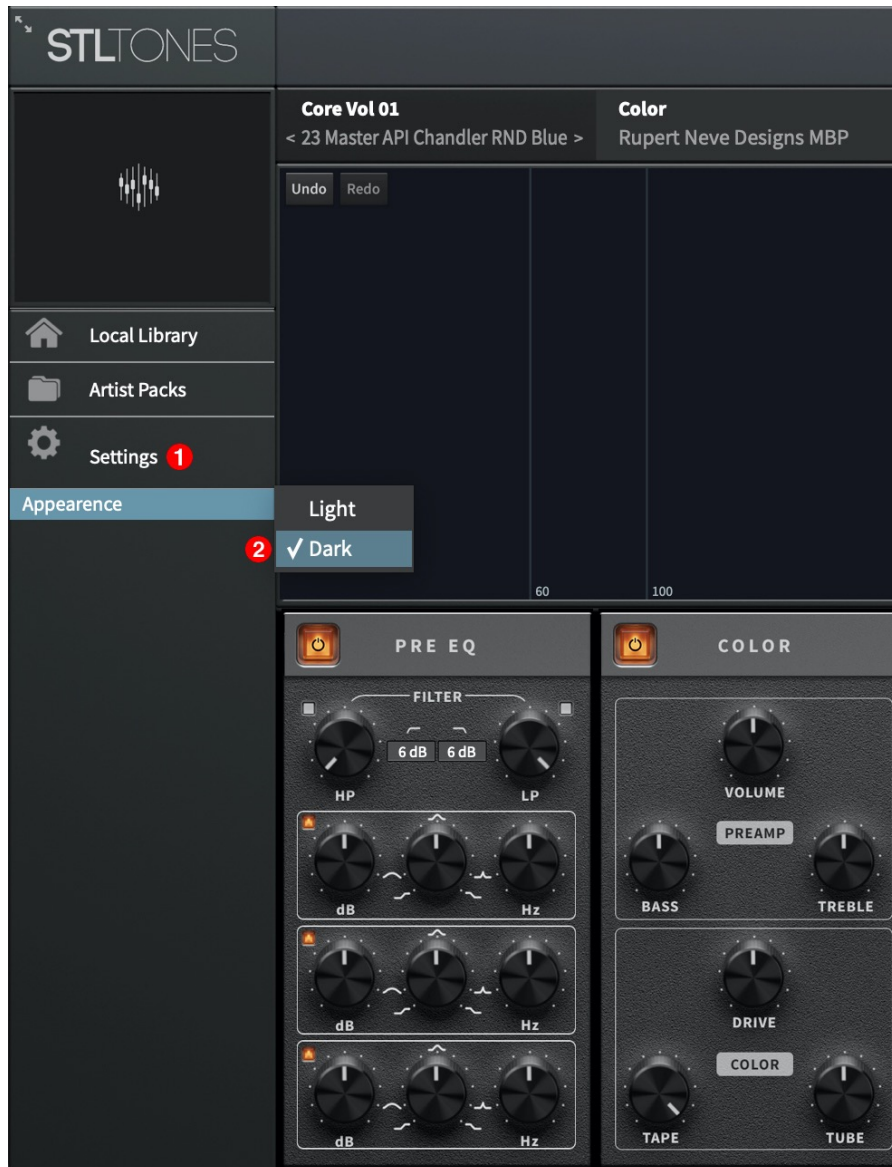 STLTONES
Core Vol 01
< 23 Master API Chandler RND Blue >
Color
Rupert Neve Designs MBP
Undo Redo
Local Library
Artist Packs
Settings 1
Appearence
Light
2 ✓ Dark
60 100
PRE EQ
FILTER
6 dB 6 dB
HP LP
dB Hz
dB Hz
dB Hz
COLOR
VOLUME
PREAMP
BASS TREBLE
DRIVE
COLOR
TAPE TUBE